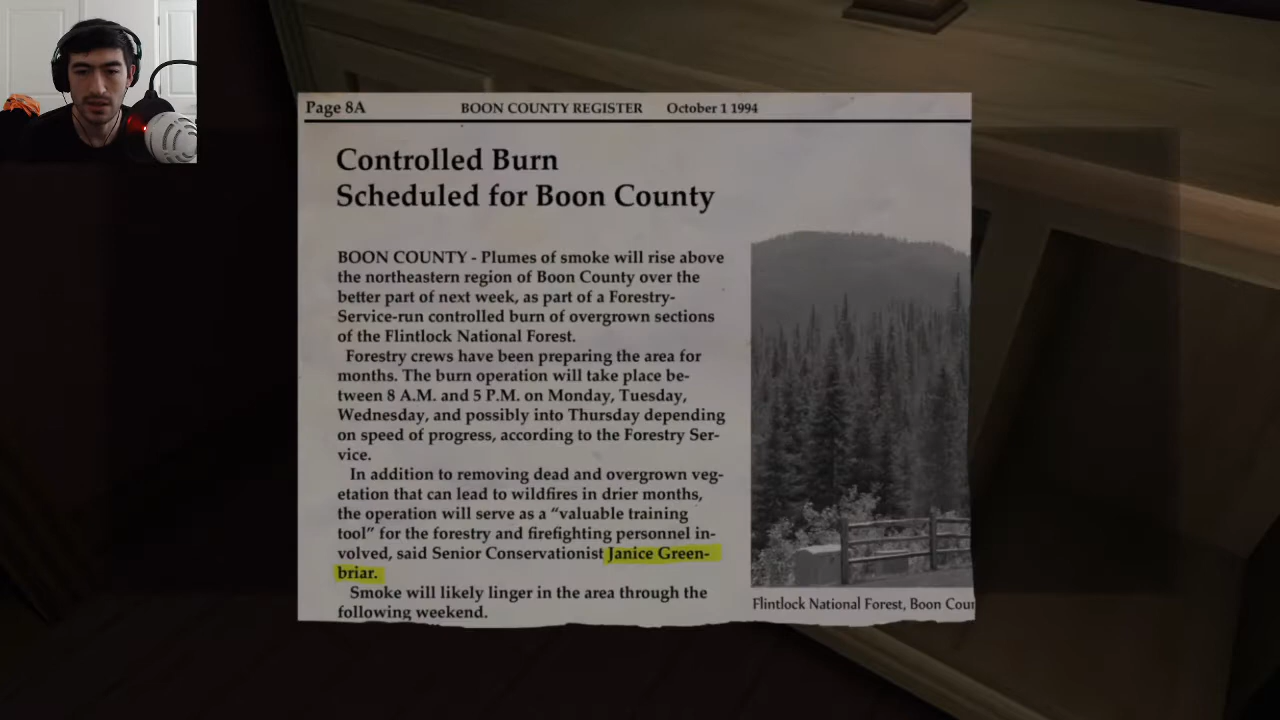 Page 8A BOON COUNTY REGISTER October 1 1994
Controlled Burn
Scheduled for Boon County
BOON COUNTY - Plumes of smoke will rise above
the northeastern region of Boon County over the
better part of next week, as part of a Forestry-
Service-run controlled burn of overgrown sections
of the Flintlock National Forest.
Forestry crews have been preparing the area for
months. The burn operation will take place be-
tween 8 A.M. and 5 P.M. on Monday, Tuesday,
Wednesday, and possibly into Thursday depending
on speed of progress, according to the Forestry Ser-
vice.
In addition to removing dead and overgrown veg-
etation that can lead to wildfires in drier months,
the operation will serve as a “valuable training
tool” for the forestry and firefighting personnel in-
volved, said Senior Conservationist Janice Green-
briar.
Smoke will likely linger in the area through the
following weekend.
Flintlock National Forest, Boon Coun